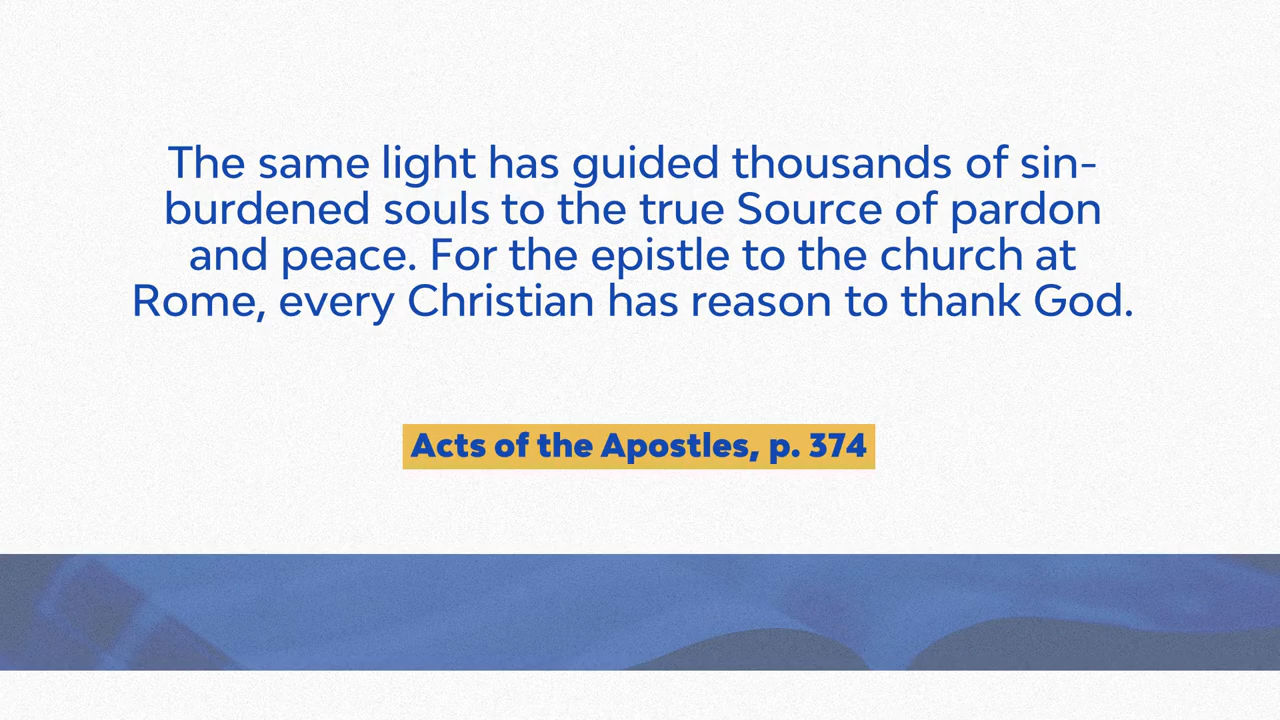 The same light has guided thousands of sin-
burdened souls to the true Source of pardon
and peace. For the epistle to the church at
Rome, every Christian has reason to thank God.
Acts of the Apostles, p. 374